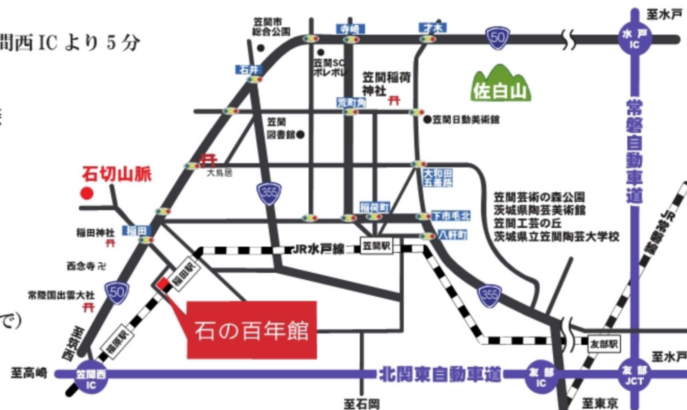 間西ICより5分
で)
至水戸
笠間市
総合公園
寺崎
才木
50
水戸
IC
石井
笠間SC
ポレポレ
笠間稲荷
神社
佐白山
荒町角
笠間
図書館
笠間日動美術館
常磐自動車道
大鳥居
石切山脈
大和田
五差路
355
笠間芸術の森公園
茨城県陶芸美術館
笠間工芸の丘
茨城県立笠間陶芸大学校
JR常磐線
稲荷町
下市毛北
八軒町
稲田神社
稲田
JR水戸線
笠間駅
西念寺卍
稲田駅
常陸国出雲大社
50
355
石の百年館
至筑西
福原駅
友部駅
至水戸
至高崎
笠間西
IC
北関東自動車道
友部
IC
友部
JCT
至石岡
至東京